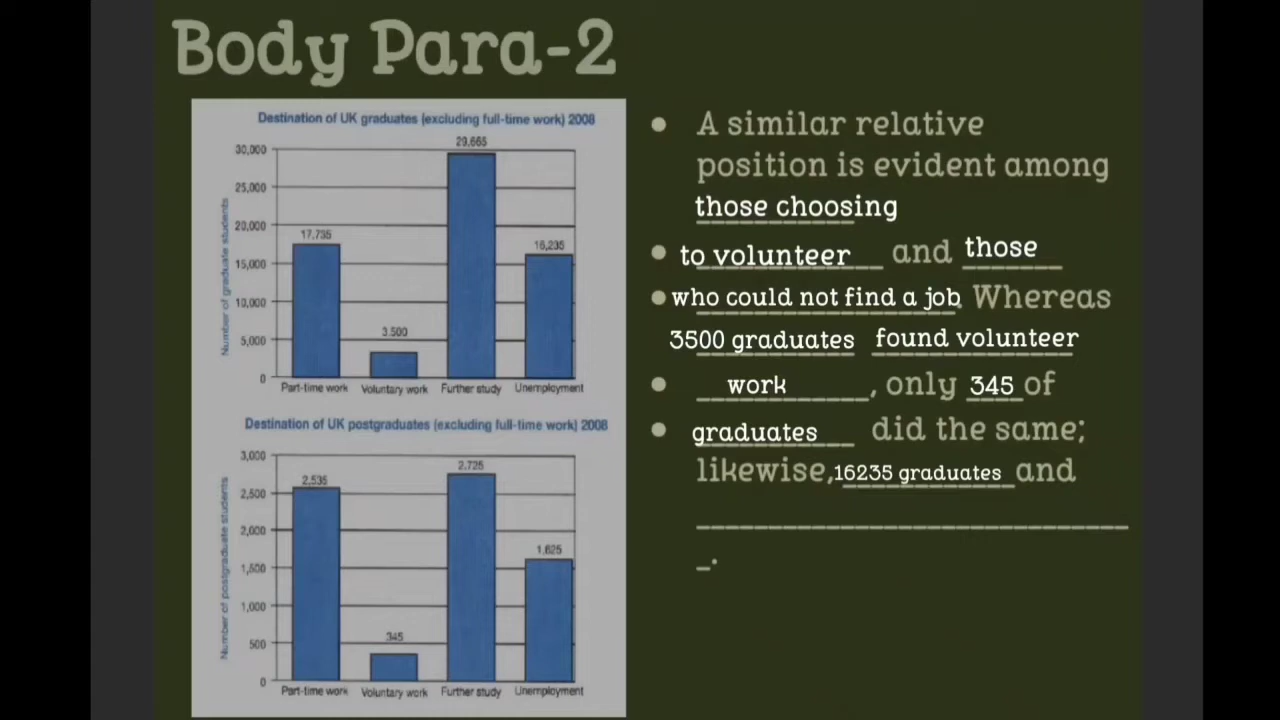 Body Para-2
Destination of UK graduates (excluding full-time work) 2008
Number of graduate students
30,000
25,000
20,000
15,000
10,000
5,000
0
17,735
3,500
29,665
16,235
Part-time work
Voluntary work
Further study
Unemployment
Destination of UK postgraduates (excluding full-time work) 2008
Number of postgraduate students
3,000
2,500
2,000
1,500
1,000
500
0
2,535
345
2,725
1,625
Part-time work
Voluntary work
Further study
Unemployment
A similar relative
position is evident among
those choosing
to volunteer and those
who could not find a job Whereas
3500 graduates found volunteer
work, only 345 of
graduates did the same;
likewise, 16235 graduates and